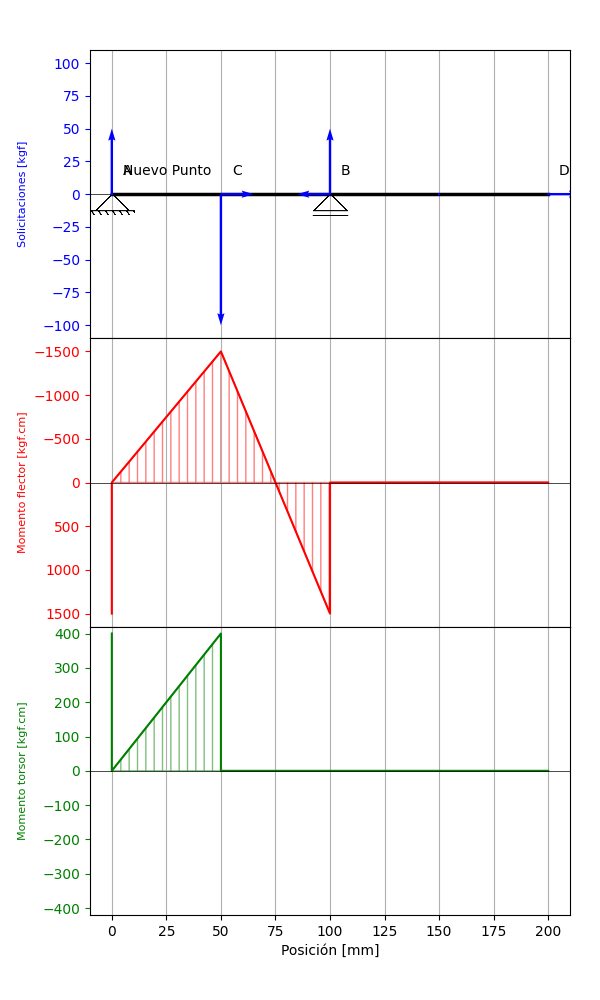 Solicitaciones [kgf]
100
75
50
25
0
−25
−50
−75
−100
A
Nuevo Punto
C
B
D
Momento flector [kgf.cm]
−1500
−1000
−500
0
500
1000
1500
Momento torsor [kgf.cm]
400
300
200
100
0
−100
−200
−300
−400
0 25 50 75 100 125 150 175 200
Posición [mm]